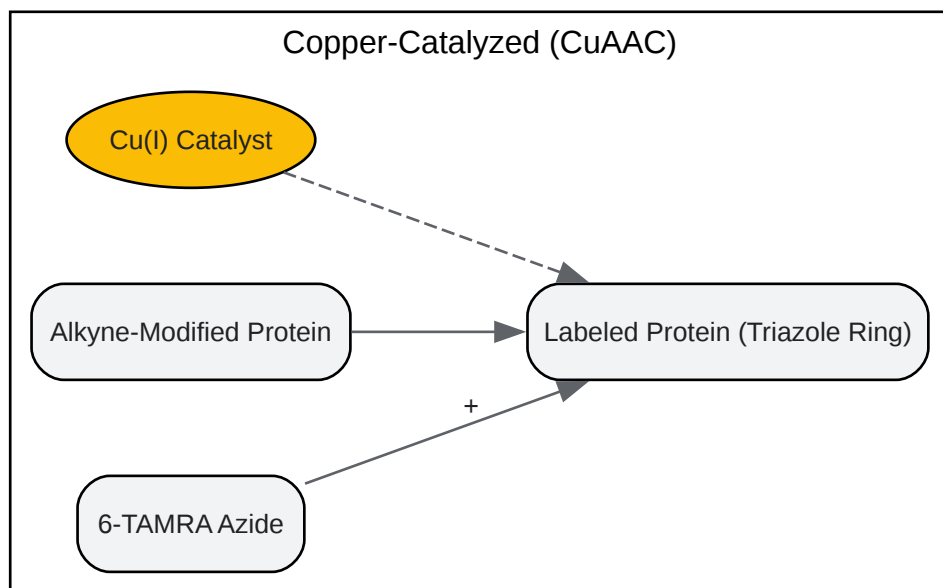 Copper-Catalyzed (CuAAC)
Cu(I) Catalyst
Alkyne-Modified Protein
Labeled Protein (Triazole Ring)
+
6-TAMRA Azide